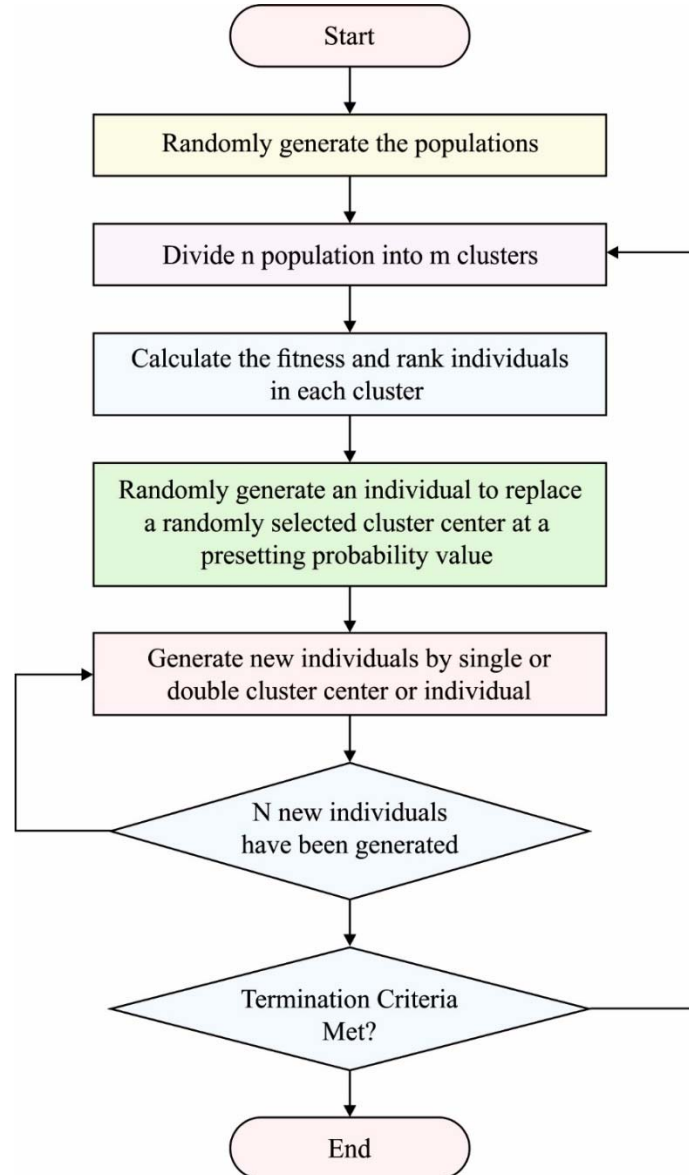 Start
Randomly generate the populations
Divide n population into m clusters
Calculate the fitness and rank individuals
in each cluster
Randomly generate an individual to replace
a randomly selected cluster center at a
presetting probability value
Generate new individuals by single or
double cluster center or individual
N new individuals
have been generated
Termination Criteria
Met?
End